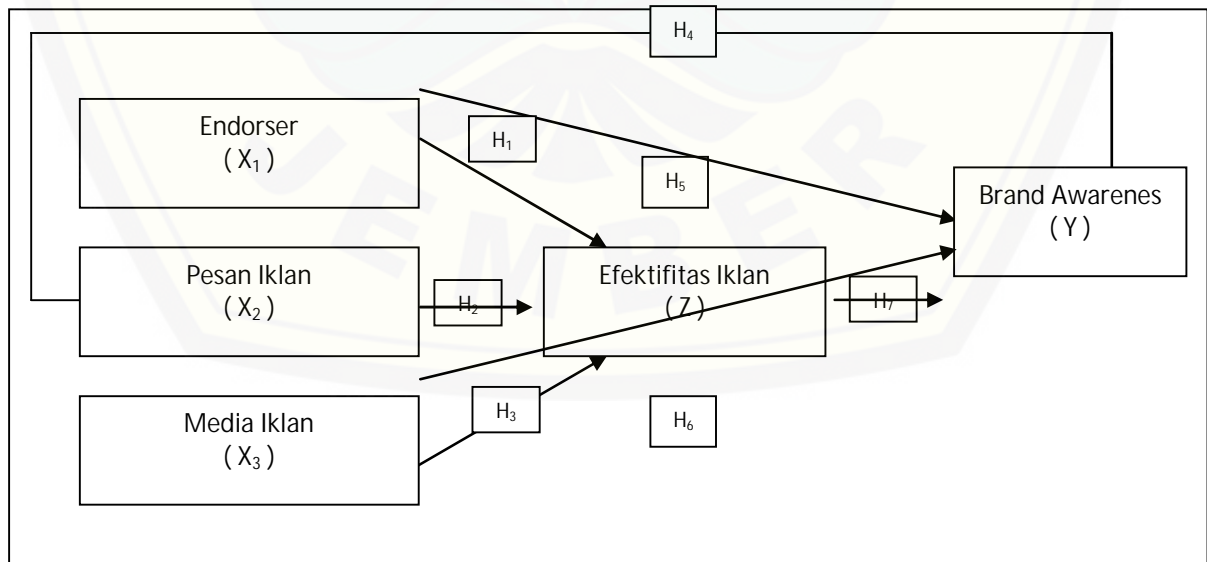 H₄
Endorser
( X₁ )
H₁
H₅
Brand Awarenes
( Y )
Pesan Iklan
( X₂ )
H₂
Efektifitas Iklan
( Z )
H₇
Media Iklan
( X₃ )
H₃
H₆
JEMBER